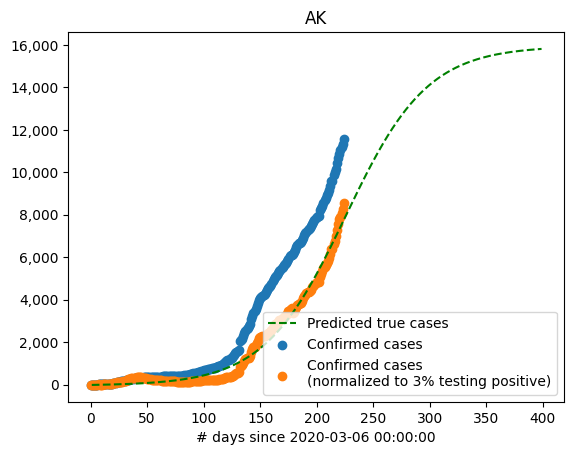 AK
16,000
14,000
12,000
10,000
8,000
6,000
4,000
2,000
0
Predicted true cases
Confirmed cases
Confirmed cases
(normalized to 3% testing positive)
0 50 100 150 200 250 300 350 400
# days since 2020-03-06 00:00:00